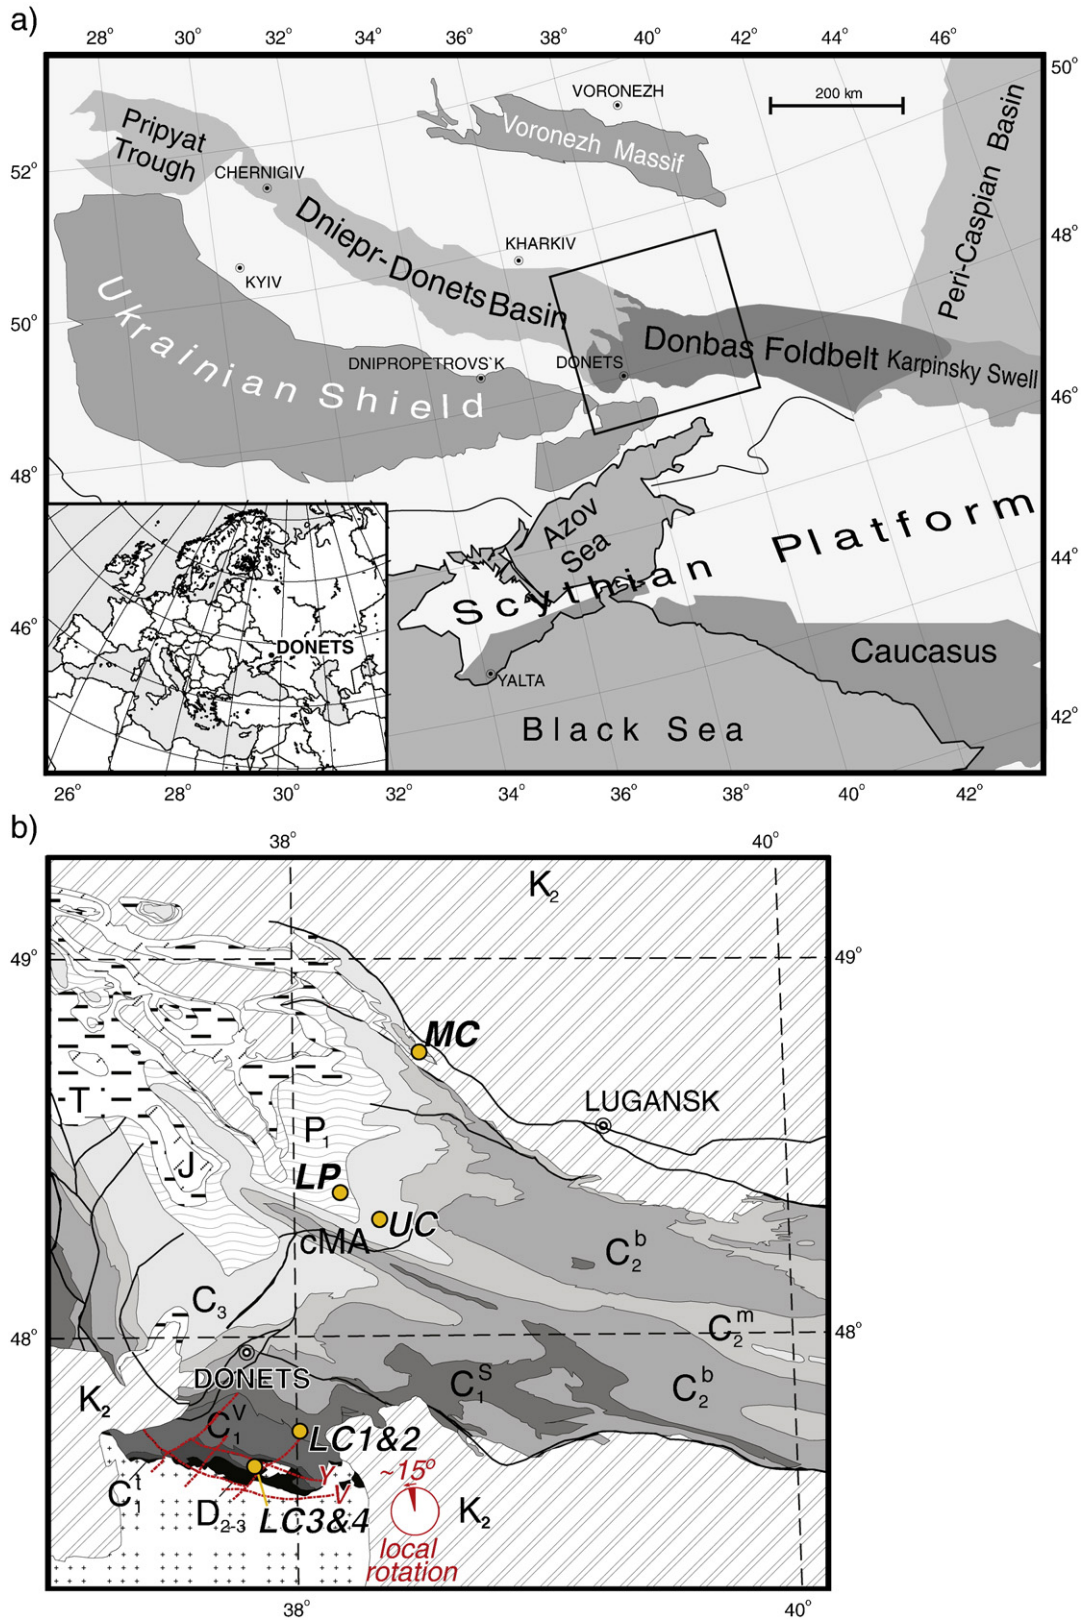 a)
28° 30° 32° 34° 36° 38° 40° 42° 44° 46°
50°
VORONEZH
200 km
Voronezh Massif
Pripyat
Trough
52°
CHERNIGIV
Peri-Caspian Basin
Dniepr-Donets Basin
KHARKIV
48°
KYIV
50°
Ukrainian Shield
DNIPROPETROVS`K
DONETS
Donbas Foldbelt
Karpinsky Swell
46°
48°
Azov
Sea
Scythian Platform
44°
46°
DONETS
YALTA
Caucasus
Black Sea
42°
26° 28° 30° 32° 34° 36° 38° 40° 42°
b)
38° 40°
K2
49° 49°
MC
T
LUGANSK
P1
J
LP
UC
cMA
C2b
C3
C2m
48° 48°
DONETS
C1S
C2b
K2
C1V
LC1&2
Y
~15°
V
C1t
D2-3
LC3&4
K2
local
rotation
38° 40°